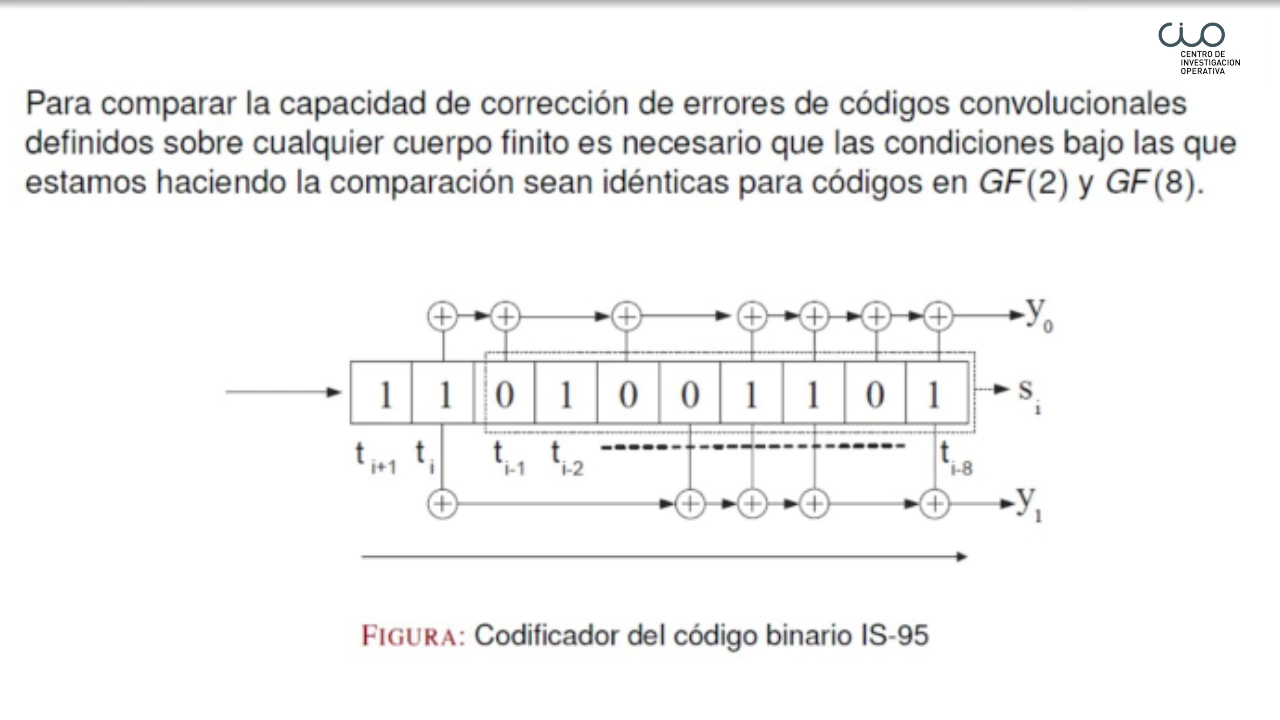 CIO
CENTRO DE
INVESTIGACION
OPERATIVA
Para comparar la capacidad de corrección de errores de códigos convolucionales
definidos sobre cualquier cuerpo finito es necesario que las condiciones bajo las que
estamos haciendo la comparación sean idénticas para códigos en GF(2) y GF(8).
y0
1 1 0 1 0 0 1 1 0 1 si
ti+1 ti ti-1 ti-2 ti-8
y1
FIGURA: Codificador del código binario IS-95